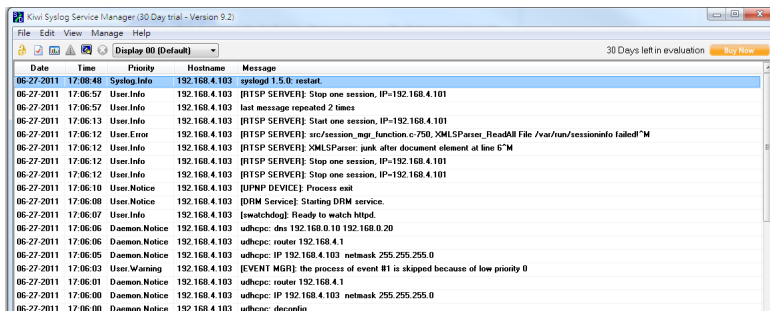 Kiwi Syslog Service Manager (30 Day trial - Version 9.2)
File Edit View Manage Help
Display 00 (Default) 30 Days left in evaluation Buy Now
Date Time Priority Hostname Message
06-27-2011 17:08:48 Syslog.Info 192.168.4.103 syslogd 1.5.0: restart.
06-27-2011 17:06:57 User.Info 192.168.4.103 [RTSP SERVER]: Stop one session, IP=192.168.4.101
06-27-2011 17:06:57 User.Info 192.168.4.103 last message repeated 2 times
06-27-2011 17:06:13 User.Info 192.168.4.103 [RTSP SERVER]: Start one session, IP=192.168.4.101
06-27-2011 17:06:12 User.Error 192.168.4.103 [RTSP SERVER]: src/session_mgr_function.c-750, XMLSParser_ReadAll File /var/run/sessioninfo failed!^M
06-27-2011 17:06:12 User.Info 192.168.4.103 [RTSP SERVER]: XMLSParser: junk after document element at line 6^M
06-27-2011 17:06:12 User.Info 192.168.4.103 [RTSP SERVER]: Stop one session, IP=192.168.4.101
06-27-2011 17:06:12 User.Info 192.168.4.103 [RTSP SERVER]: Stop one session, IP=192.168.4.101
06-27-2011 17:06:10 User.Notice 192.168.4.103 [UPNP DEVICE]: Process exit
06-27-2011 17:06:08 User.Notice 192.168.4.103 [DRM Service]: Starting DRM service.
06-27-2011 17:06:07 User.Info 192.168.4.103 [swatchdog]: Ready to watch httpd.
06-27-2011 17:06:06 Daemon.Notice 192.168.4.103 udhcpc: dns 192.168.0.10 192.168.0.20
06-27-2011 17:06:06 Daemon.Notice 192.168.4.103 udhcpc: router 192.168.4.1
06-27-2011 17:06:05 Daemon.Notice 192.168.4.103 udhcpc: IP 192.168.4.103 netmask 255.255.255.0
06-27-2011 17:06:03 User.Warning 192.168.4.103 [EVENT MGR]: the process of event #1 is skipped because of low priority 0
06-27-2011 17:06:01 Daemon.Notice 192.168.4.103 udhcpc: router 192.168.4.1
06-27-2011 17:06:00 Daemon.Notice 192.168.4.103 udhcpc: IP 192.168.4.103 netmask 255.255.255.0
06-27-2011 17:06:00 Daemon.Notice 192.168.4.103 udhcpc: deconfig